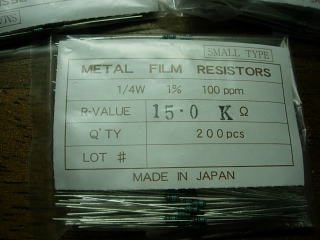 SMALL TYPE
METAL FILM RESISTORS
1/4W 1% 100 ppm
R-VALUE 15.0 K Ω
Q'TY 200pcs
LOT #
MADE IN JAPAN